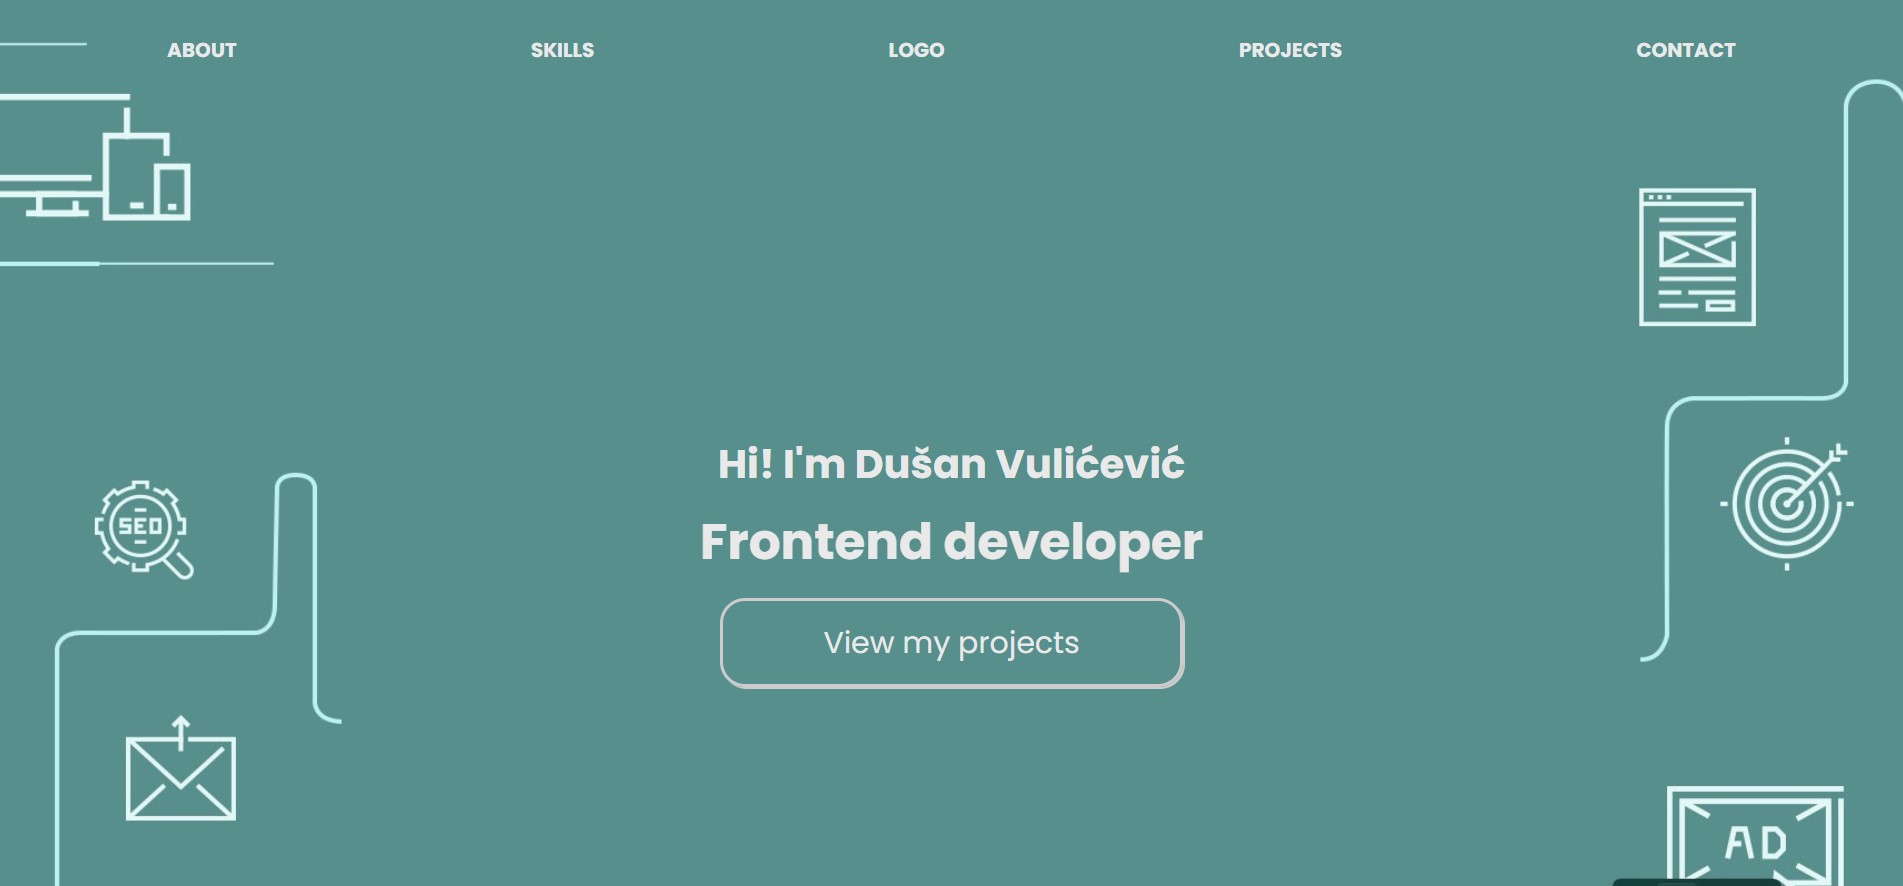 ABOUT SKILLS LOGO PROJECTS CONTACT
Hi! I'm Dušan Vulićević
SEO
Frontend developer
View my projects
AD